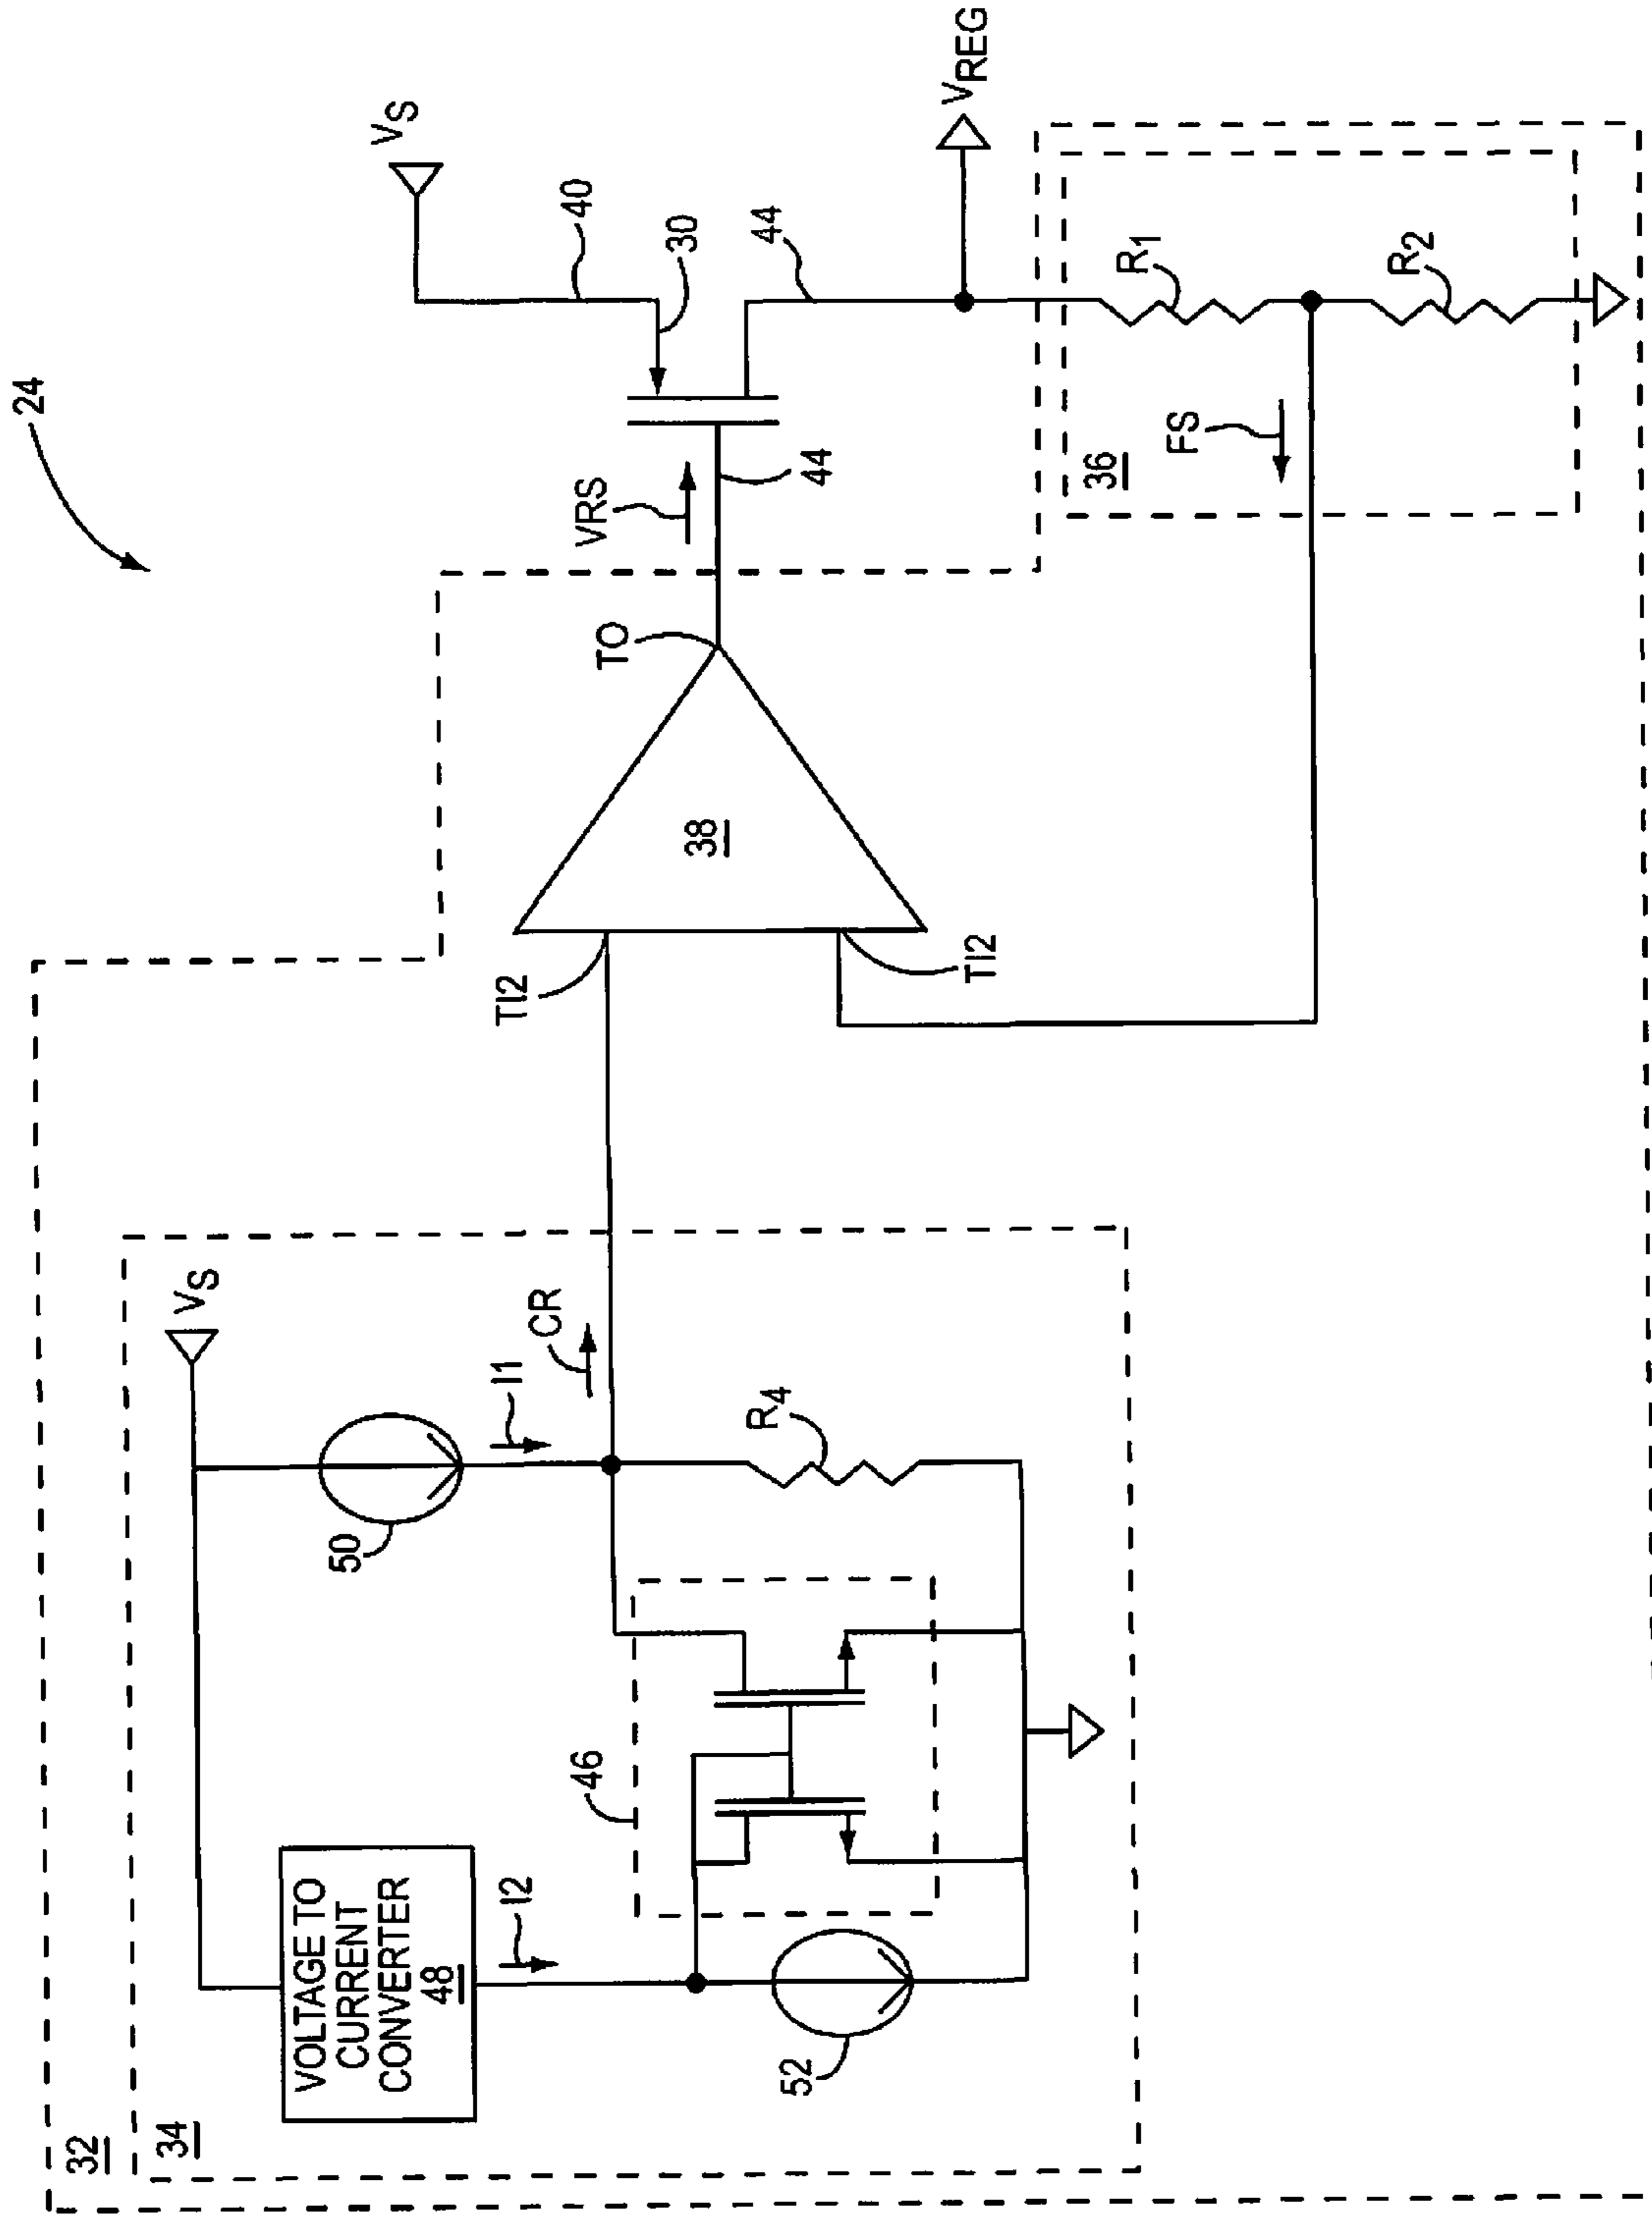 24
32
34
VOLTAGE TO
CURRENT
CONVERTER
48
I2
52
46
50
I1
VS
CR
R4
TI2
TI2
38
TO
VRS
44
VS
40
30
44
VREG
36
FS
R1
R2